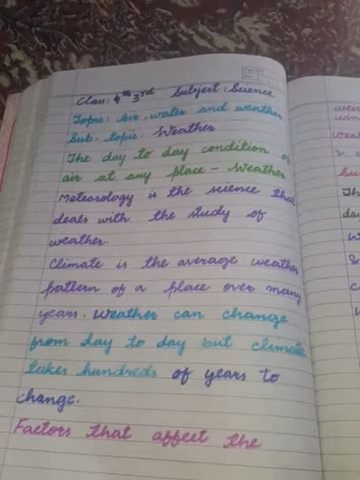 Class: 4th 3rd Subject: Science
Topic: Air, water and weather
Sub-topic: Weather
The day to day condition of
air at any place - Weather
Meteorology is the science that
deals with the study of
weather
Climate is the average weather
pattern of a place over many
years. Weather can change
from day to day but climate
takes hundreds of years to
change.
Factors that affect the